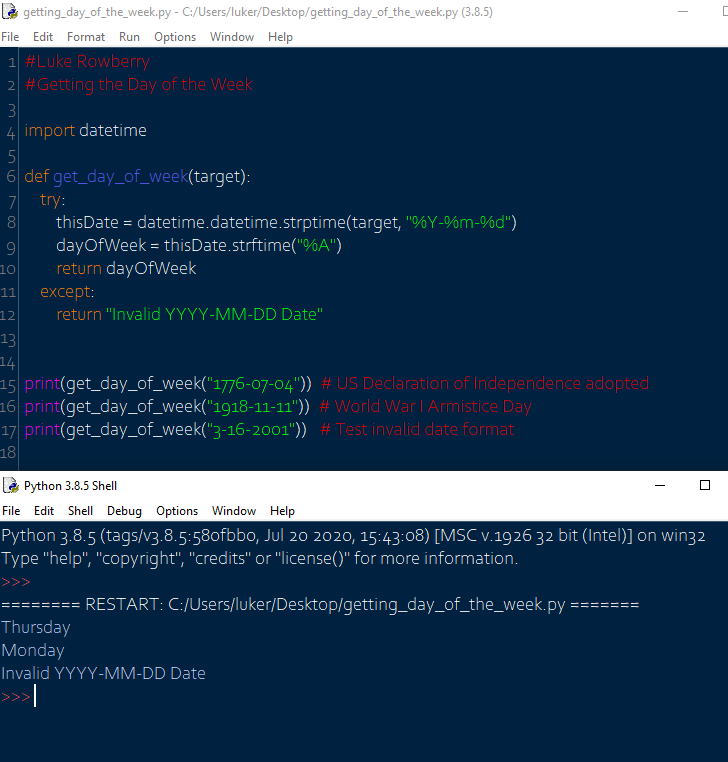 getting_day_of_the_week.py - C:/Users/luker/Desktop/getting_day_of_the_week.py (3.8.5)
File Edit Format Run Options Window Help
1 #Luke Rowberry
2 #Getting the Day of the Week
3
4 import datetime
5
6 def get_day_of_week(target):
7     try:
8         thisDate = datetime.datetime.strptime(target, "%Y-%m-%d")
9         dayOfWeek = thisDate.strftime("%A")
10         return dayOfWeek
11     except:
12         return "Invalid YYYY-MM-DD Date"
13
14
15 print(get_day_of_week("1776-07-04"))  # US Declaration of Independence adopted
16 print(get_day_of_week("1918-11-11"))  # World War I Armistice Day
17 print(get_day_of_week("3-16-2001"))   # Test invalid date format
18
Python 3.8.5 Shell
File Edit Shell Debug Options Window Help
Python 3.8.5 (tags/v3.8.5:580fbb0, Jul 20 2020, 15:43:08) [MSC v.1926 32 bit (Intel)] on win32
Type "help", "copyright", "credits" or "license()" for more information.
>>>
======== RESTART: C:/Users/luker/Desktop/getting_day_of_the_week.py =======
Thursday
Monday
Invalid YYYY-MM-DD Date
>>>